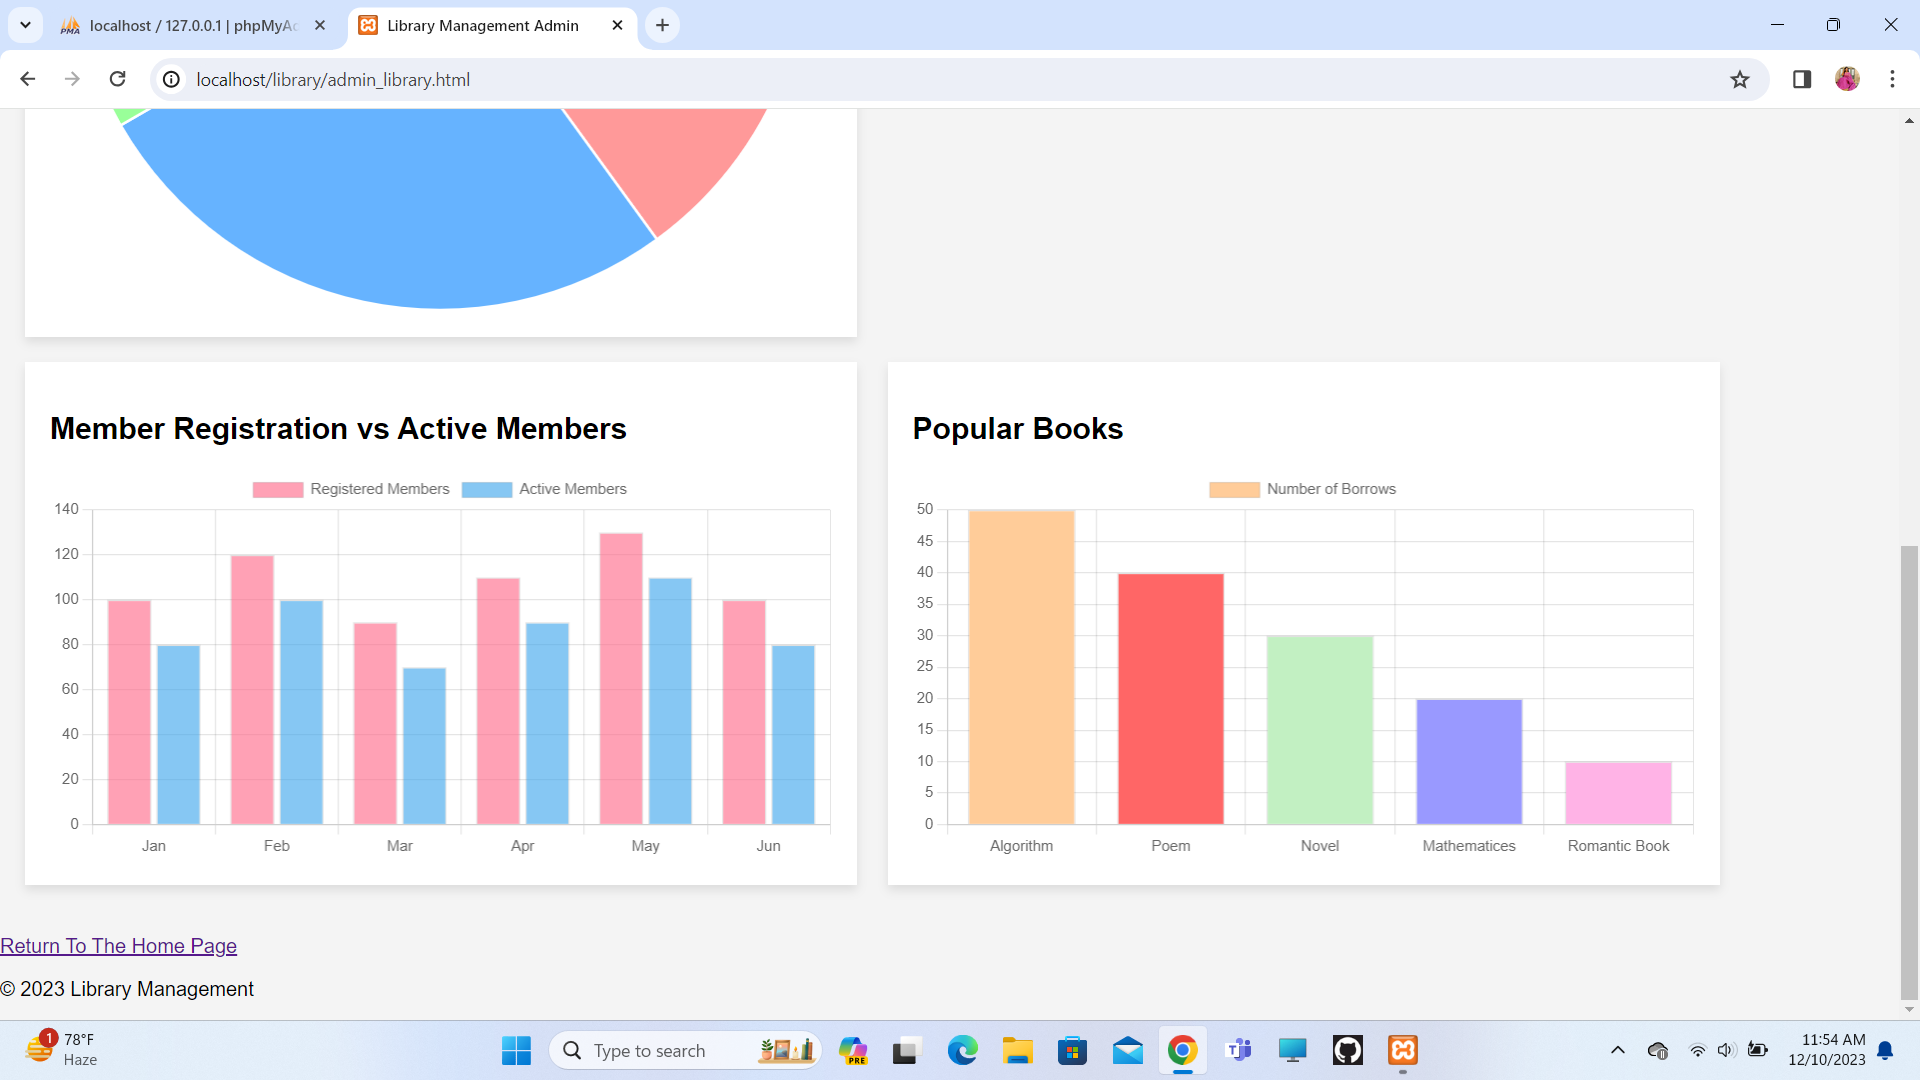 localhost / 127.0.0.1 | phpMyAd
Library Management Admin
localhost/library/admin_library.html
Member Registration vs Active Members
Registered Members Active Members
140
120
100
80
60
40
20
0
Jan Feb Mar Apr May Jun
Popular Books
Number of Borrows
50
45
40
35
30
25
20
15
10
5
0
Algorithm Poem Novel Mathematices Romantic Book
Return To The Home Page
© 2023 Library Management
1
78°F
Haze
Type to search
PRE
11:54 AM
12/10/2023